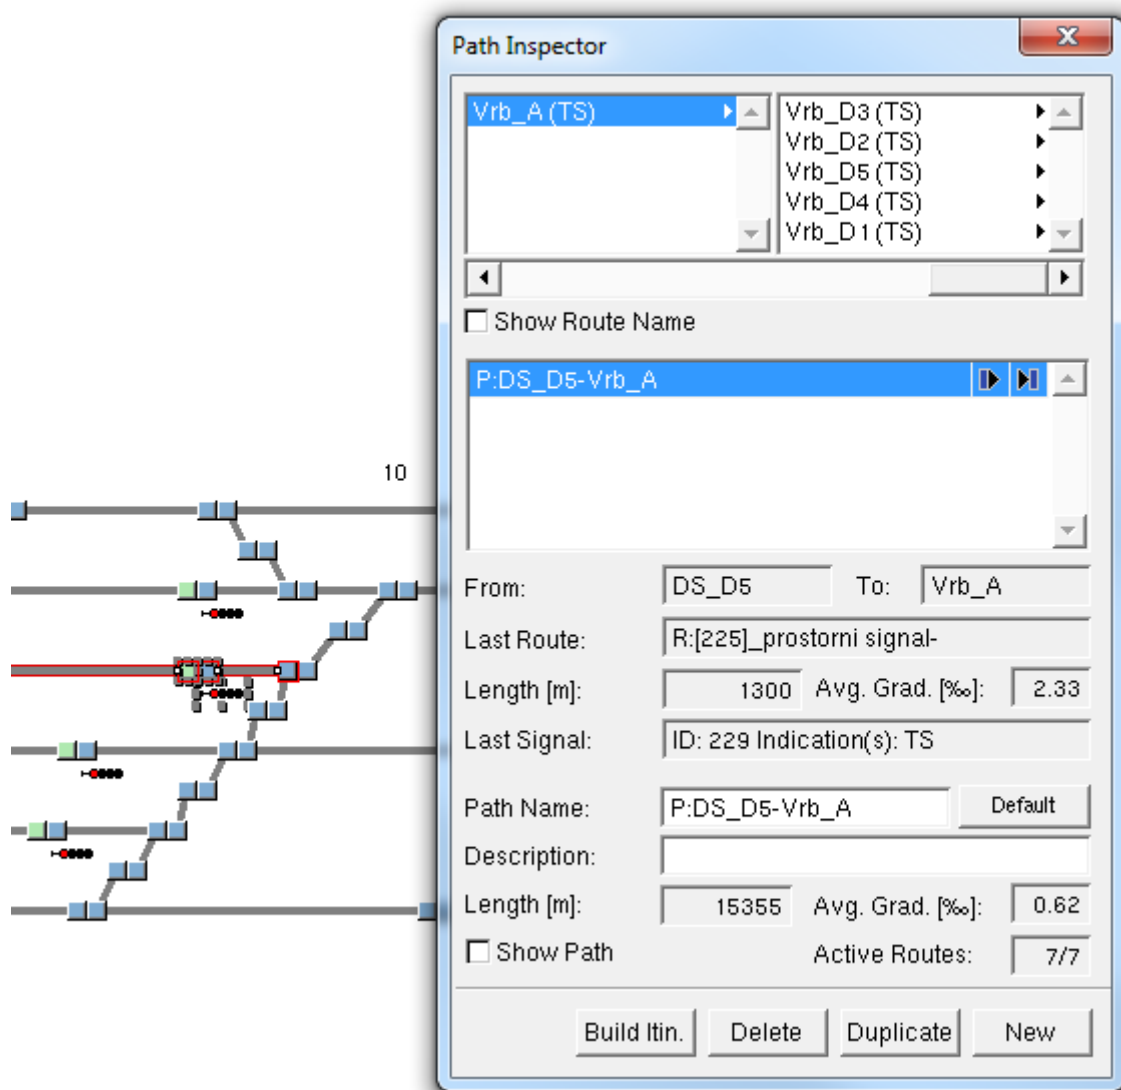 Path Inspector
Vrb_A (TS)
Vrb_D3 (TS)
Vrb_D2 (TS)
Vrb_D5 (TS)
Vrb_D4 (TS)
Vrb_D1 (TS)
Show Route Name
P:DS_D5-Vrb_A
10
From: DS_D5 To: Vrb_A
Last Route: R:[225]_prostorni signal-
Length [m]: 1300 Avg. Grad. [‰]: 2.33
Last Signal: ID: 229 Indication(s): TS
Path Name: P:DS_D5-Vrb_A Default
Description:
Length [m]: 15355 Avg. Grad. [‰]: 0.62
Show Path Active Routes: 7/7
Build Itin. Delete Duplicate New